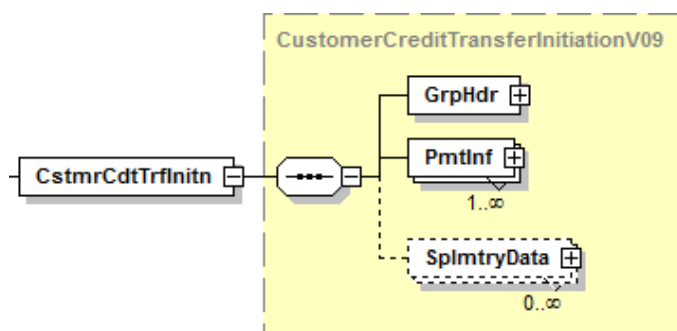 CustomerCreditTransferInitiationV09
GrpHdr
CstmrCdtTrfInitn
PmtInf
1..∞
SplmtryData
0..∞